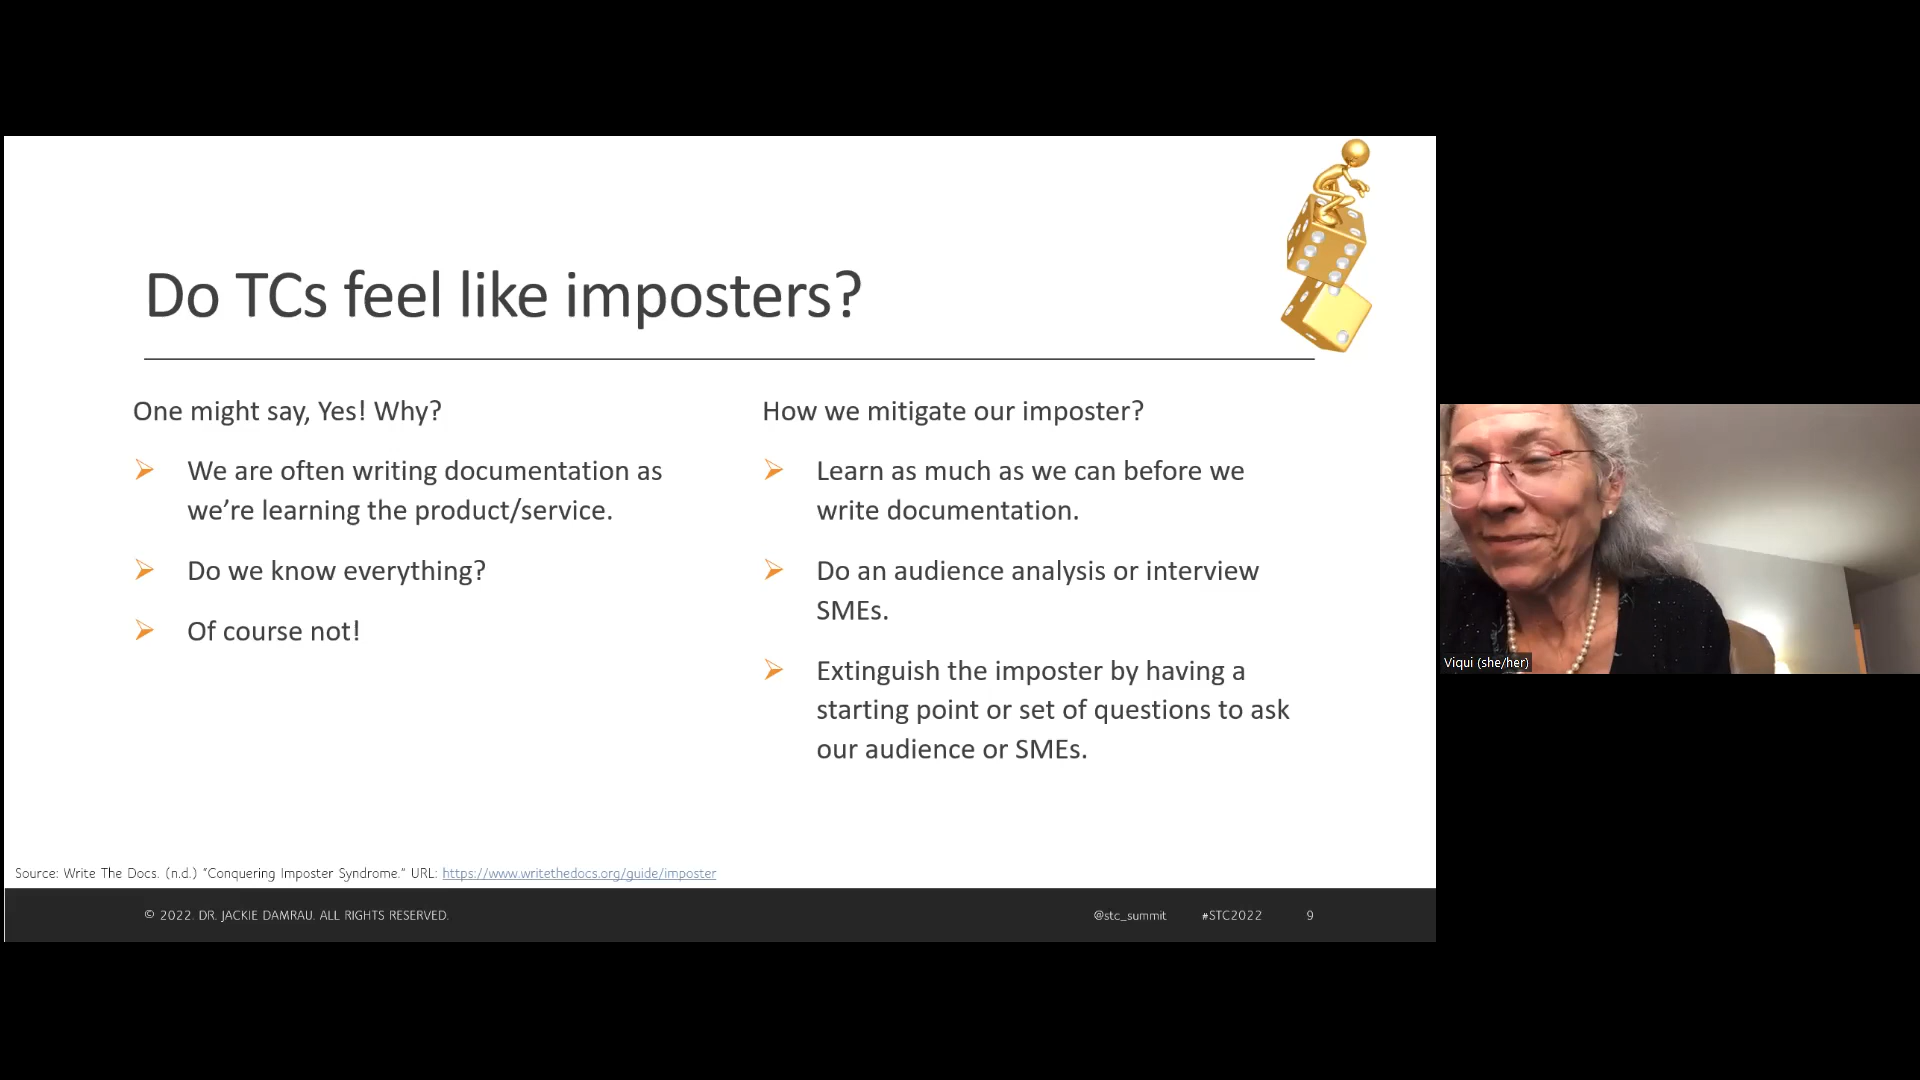 Do TCs feel like imposters?
One might say, Yes! Why?
We are often writing documentation as
we’re learning the product/service.
Do we know everything?
Of course not!
How we mitigate our imposter?
Learn as much as we can before we
write documentation.
Do an audience analysis or interview
SMEs.
Extinguish the imposter by having a
starting point or set of questions to ask
our audience or SMEs.
Source: Write The Docs. (n.d.) “Conquering Imposter Syndrome.” URL: https://www.writethedocs.org/guide/imposter
© 2022. DR. JACKIE DAMRAU. ALL RIGHTS RESERVED.
@stc_summit #STC2022 9
Viqui (she/her)